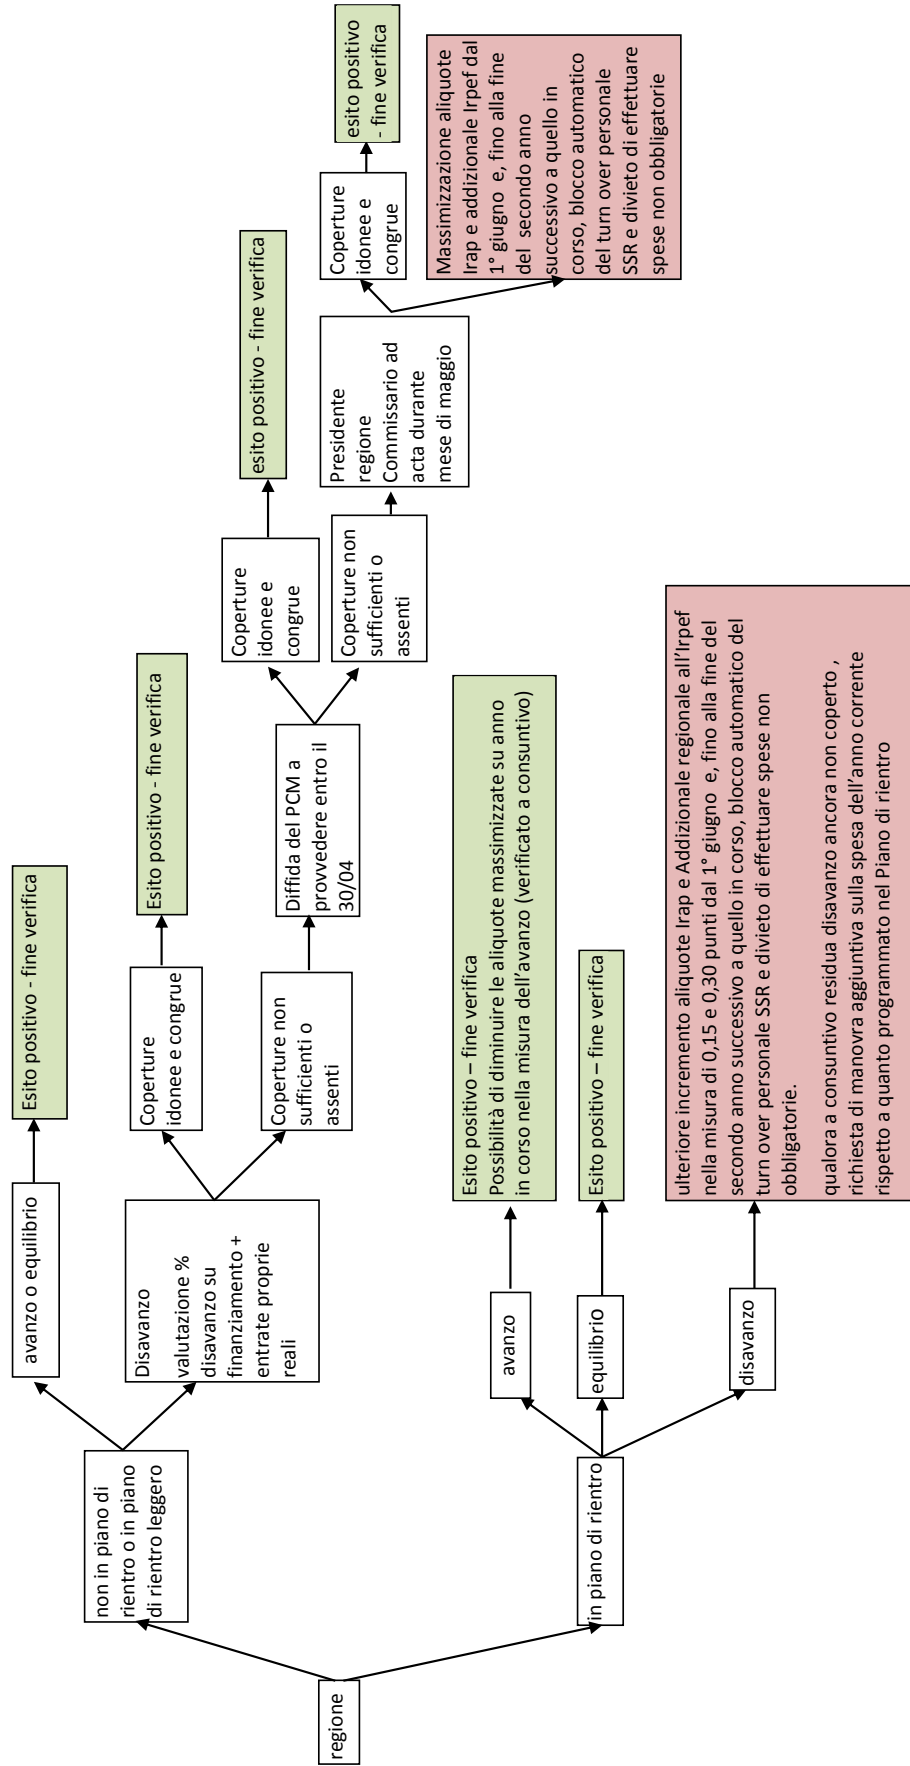 regione
non in piano di
rientro o in piano
di rientro leggero
avanzo o equilibrio
Esito positivo - fine verifica
Disavanzo
valutazione %
disavanzo su
finanziamento +
entrate proprie
reali
Coperture
idonee e congrue
Esito positivo - fine verifica
Coperture non
sufficienti o
assenti
Diffida del PCM a
provvedere entro il
30/04
Coperture
idonee e
congrue
esito positivo - fine verifica
Coperture non
sufficienti o
assenti
Presidente
regione
Commissario ad
acta durante
mese di maggio
Coperture
idonee e
congrue
esito positivo
- fine verifica
Massimizzazione aliquote
Irap e addizionale Irpef dal
1° giugno e, fino alla fine
del secondo anno
successivo a quello in
corso, blocco automatico
del turn over personale
SSR e divieto di effettuare
spese non obbligatorie
in piano di rientro
avanzo
Esito positivo – fine verifica
Possibilità di diminuire le aliquote massimizzate su anno
in corso nella misura dell'avanzo (verificato a consuntivo)
equilibrio
Esito positivo – fine verifica
disavanzo
ulteriore incremento aliquote Irap e Addizionale regionale all'Irpef
nella misura di 0,15 e 0,30 punti dal 1° giugno e, fino alla fine del
secondo anno successivo a quello in corso, blocco automatico del
turn over personale SSR e divieto di effettuare spese non
obbligatorie.
qualora a consuntivo residua disavanzo ancora non coperto ,
richiesta di manovra aggiuntiva sulla spesa dell'anno corrente
rispetto a quanto programmato nel Piano di rientro